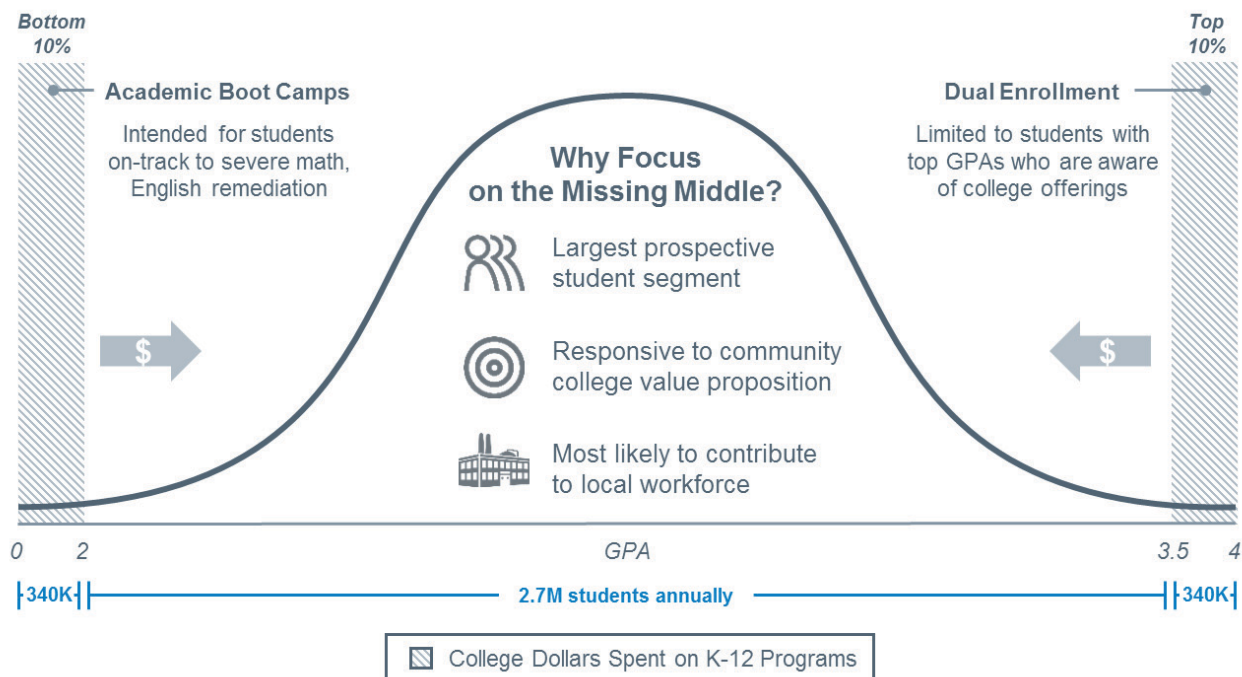 Bottom
10%
Top
10%
Academic Boot Camps
Intended for students
on-track to severe math,
English remediation
Dual Enrollment
Limited to students with
top GPAs who are aware
of college offerings
Why Focus
on the Missing Middle?
Largest prospective
student segment
$
$
Responsive to community
college value proposition
Most likely to contribute
to local workforce
0 2 GPA 3.5 4
340K 2.7M students annually 340K
College Dollars Spent on K-12 Programs